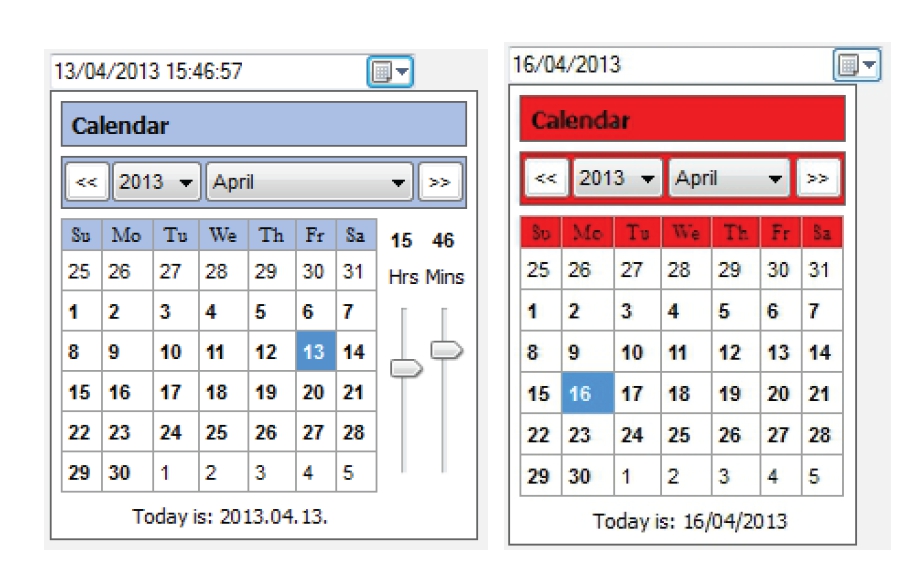 13/04/2013 15:46:57
Calendar
<< 2013 April >>
Su Mo Tu We Th Fr Sa 15 46
25 26 27 28 29 30 31 Hrs Mins
1 2 3 4 5 6 7
8 9 10 11 12 13 14
15 16 17 18 19 20 21
22 23 24 25 26 27 28
29 30 1 2 3 4 5
Today is: 2013.04.13.
16/04/2013
Calendar
<< 2013 April >>
Su Mo Tu We Th Fr Sa
25 26 27 28 29 30 31
1 2 3 4 5 6 7
8 9 10 11 12 13 14
15 16 17 18 19 20 21
22 23 24 25 26 27 28
29 30 1 2 3 4 5
Today is: 16/04/2013